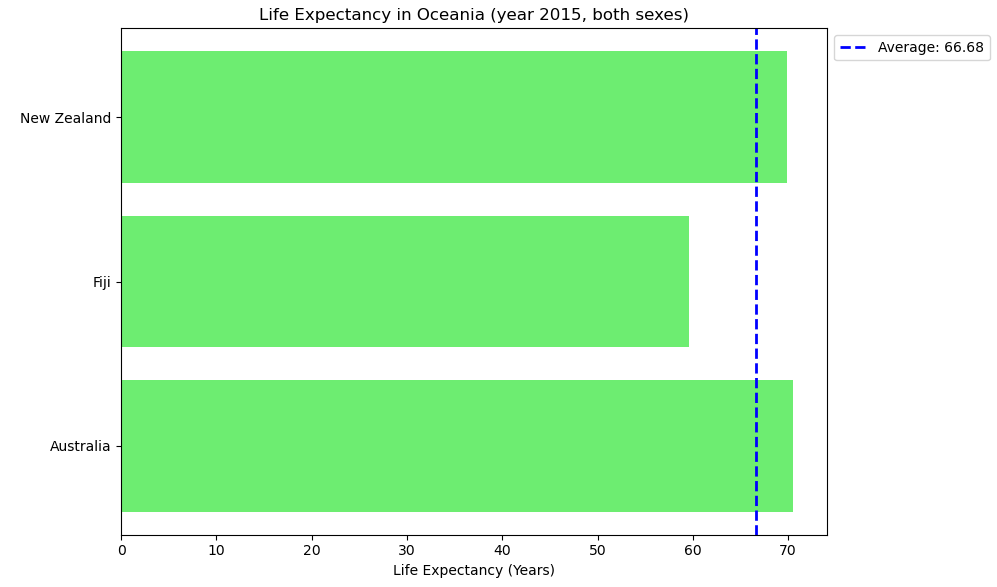 Life Expectancy in Oceania (year 2015, both sexes)
Average: 66.68
New Zealand
Fiji
Australia
0 10 20 30 40 50 60 70
Life Expectancy (Years)